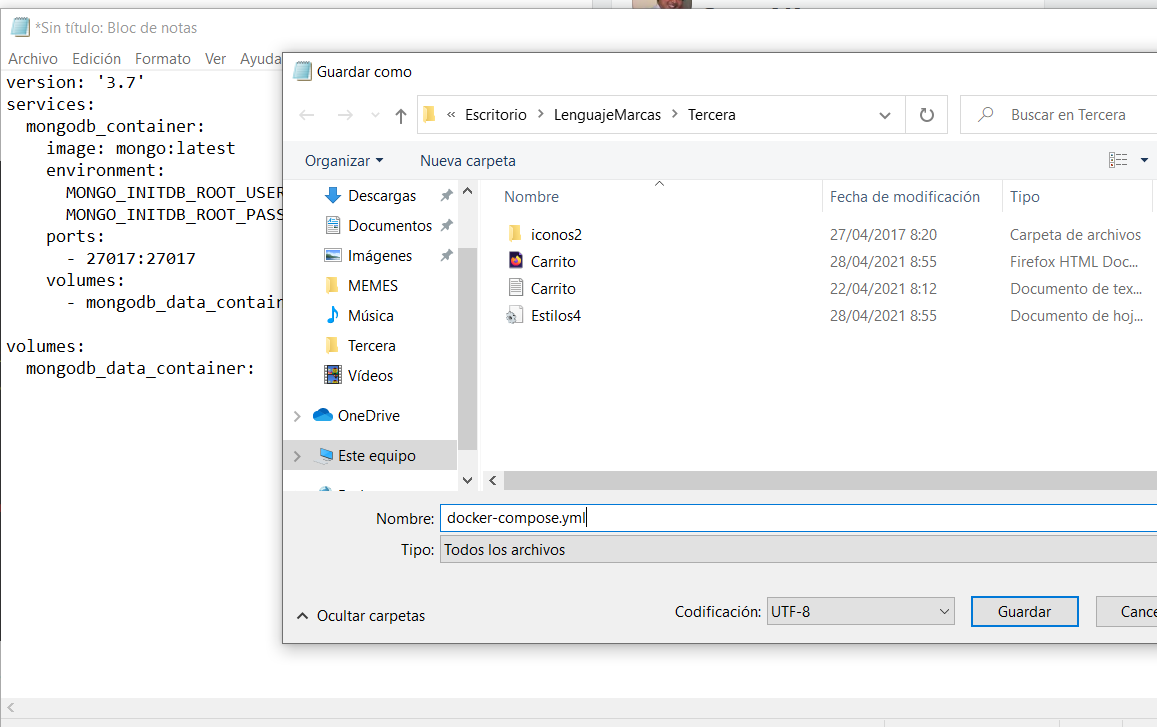 *Sin título: Bloc de notas
Archivo Edición Formato Ver Ayuda
version: '3.7'
services:
mongodb_container:
image: mongo:latest
environment:
MONGO_INITDB_ROOT_USER
MONGO_INITDB_ROOT_PASS
ports:
- 27017:27017
volumes:
- mongodb_data_contain
volumes:
mongodb_data_container:
Guardar como
« Escritorio > LenguajeMarcas > Tercera
Buscar en Tercera
Organizar Nueva carpeta
Descargas
Documentos
Imágenes
MEMES
Música
Tercera
Vídeos
OneDrive
Este equipo
Nombre Fecha de modificación Tipo
iconos2 27/04/2017 8:20 Carpeta de archivos
Carrito 28/04/2021 8:55 Firefox HTML Doc...
Carrito 22/04/2021 8:12 Documento de tex...
Estilos4 28/04/2021 8:55 Documento de hoj...
Nombre: docker-compose.yml
Tipo: Todos los archivos
Ocultar carpetas
Codificación: UTF-8
Guardar
Cance